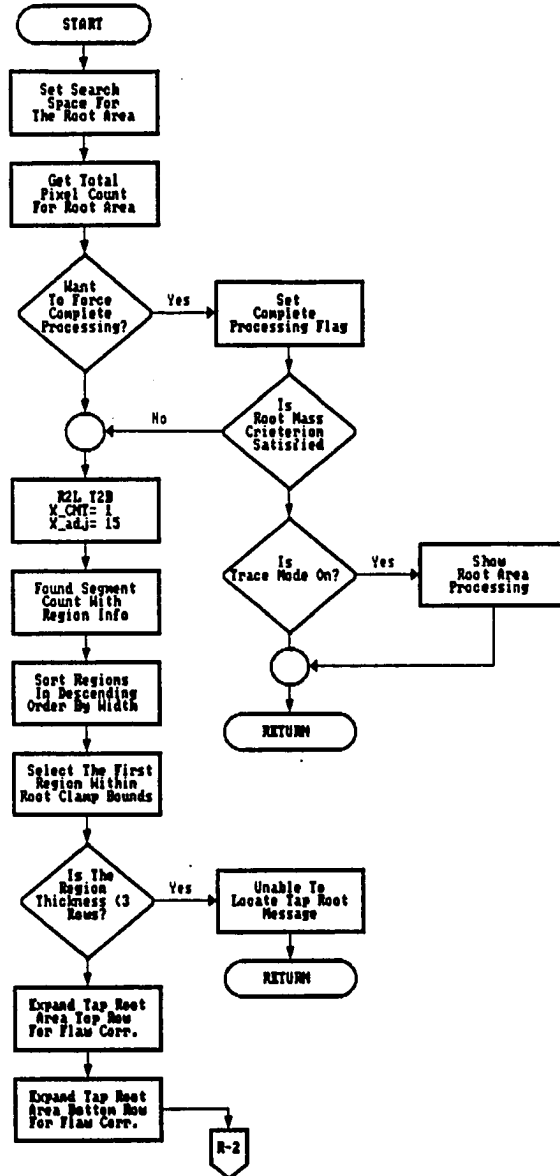 START
Set Search
Space For
The Root Area
Get Total
Pixel Count
For Root Area
Want
To Force
Complete
Processing?
Yes
Set
Complete
Processing Flag
Is
Root Mass
Crieterion
Satisfied
No
R2L T2B
X_CNT= 1
X_adj= 15
Is
Trace Mode On?
Yes
Show
Root Area
Processing
Found Segment
Count With
Region Info
Sort Regions
In Descending
Order By Width
RETURN
Select The First
Region Within
Root Clamp Bounds
Is The
Region
Thickness (3
Rows?
Yes
Unable To
Locate Tap Root
Message
RETURN
Expand Tap Root
Area Top Row
For Flaw Corr.
Expand Tap Root
Area Bottom Row
For Flaw Corr.
R-2